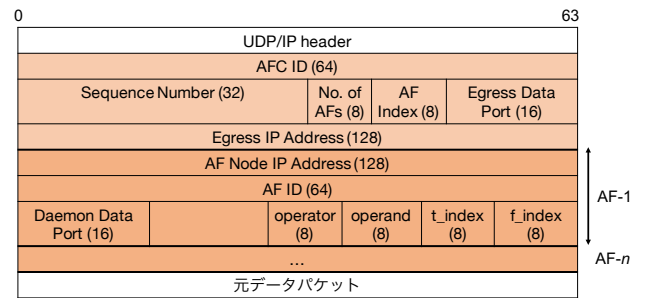 0 63
UDP/IP header
AFC ID (64)
Sequence Number (32) No. of AFs (8) AF Index (8) Egress Data Port (16)
Egress IP Address (128)
AF Node IP Address (128)
AF ID (64)
AF-1
Daemon Data Port (16) operator (8) operand (8) t_index (8) f_index (8)
… AF-n
元データパケット